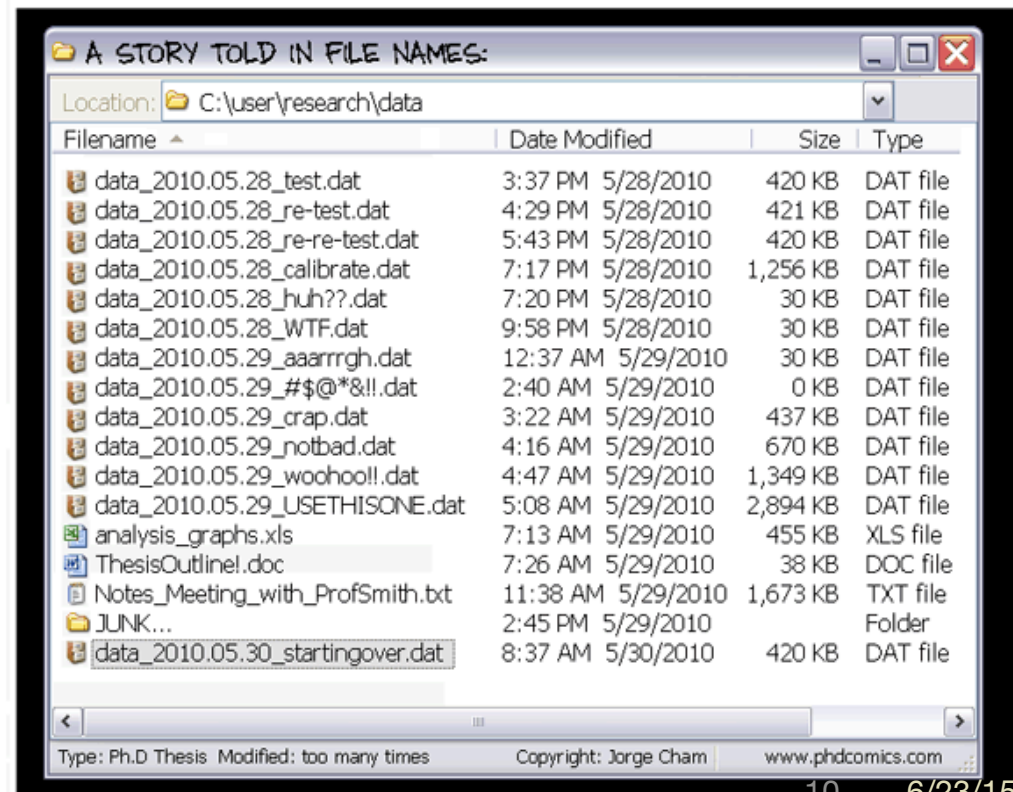 A STORY TOLD IN FILE NAMES:
Location: C:\user\research\data
Filename Date Modified Size Type
data_2010.05.28_test.dat 3:37 PM 5/28/2010 420 KB DAT file
data_2010.05.28_re-test.dat 4:29 PM 5/28/2010 421 KB DAT file
data_2010.05.28_re-re-test.dat 5:43 PM 5/28/2010 420 KB DAT file
data_2010.05.28_calibrate.dat 7:17 PM 5/28/2010 1,256 KB DAT file
data_2010.05.28_huh??.dat 7:20 PM 5/28/2010 30 KB DAT file
data_2010.05.28_WTF.dat 9:58 PM 5/28/2010 30 KB DAT file
data_2010.05.29_aaarrrgh.dat 12:37 AM 5/29/2010 30 KB DAT file
data_2010.05.29_#$@*&!!.dat 2:40 AM 5/29/2010 0 KB DAT file
data_2010.05.29_crap.dat 3:22 AM 5/29/2010 437 KB DAT file
data_2010.05.29_notbad.dat 4:16 AM 5/29/2010 670 KB DAT file
data_2010.05.29_woohoo!!.dat 4:47 AM 5/29/2010 1,349 KB DAT file
data_2010.05.29_USETHISONE.dat 5:08 AM 5/29/2010 2,894 KB DAT file
analysis_graphs.xls 7:13 AM 5/29/2010 455 KB XLS file
ThesisOutline!.doc 7:26 AM 5/29/2010 38 KB DOC file
Notes_Meeting_with_ProfSmith.txt 11:38 AM 5/29/2010 1,673 KB TXT file
JUNK... 2:45 PM 5/29/2010 Folder
data_2010.05.30_startingover.dat 8:37 AM 5/30/2010 420 KB DAT file
Type: Ph.D Thesis Modified: too many times Copyright: Jorge Cham www.phdcomics.com
10 6/23/15